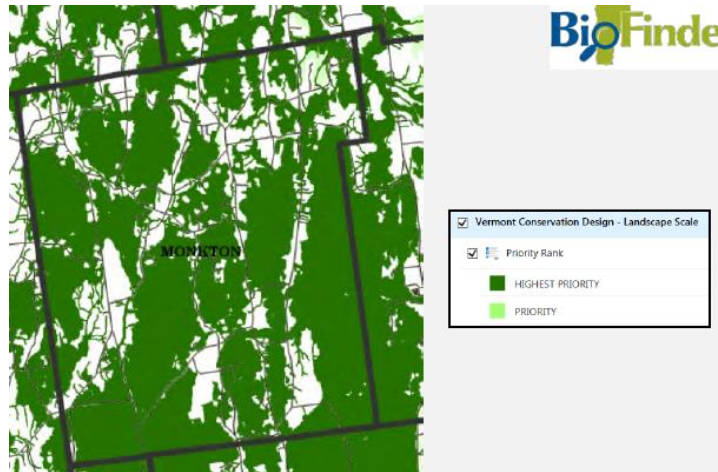 BioFinde
MONKTON
Vermont Conservation Design - Landscape Scale
Priority Rank
HIGHEST PRIORITY
PRIORITY